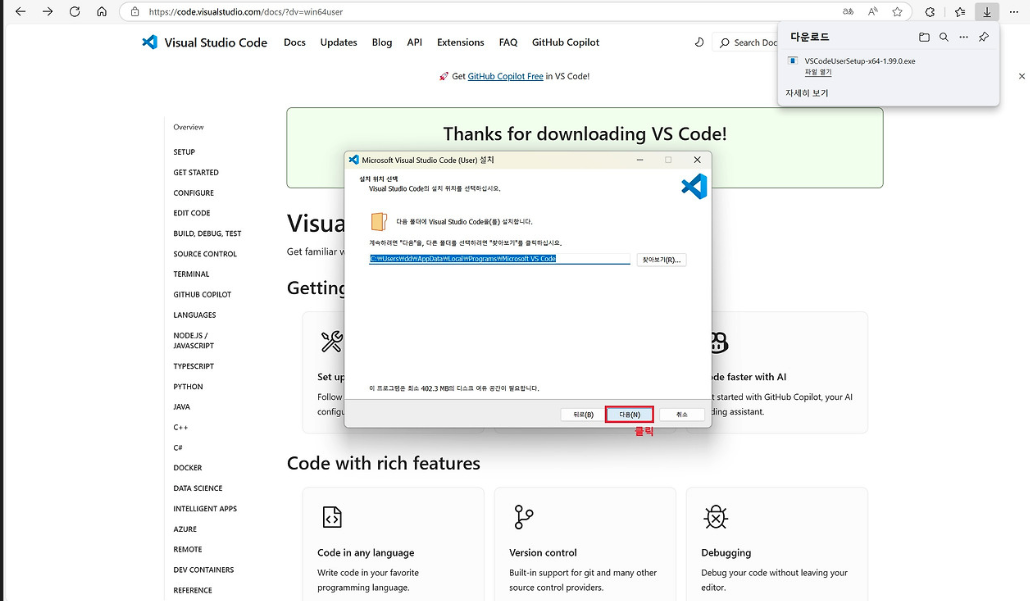 https://code.visualstudio.com/docs/?dv=win64user
Visual Studio Code
Docs Updates Blog API Extensions FAQ GitHub Copilot
Search Doc
다운로드
VSCodeUserSetup-x64-1.99.0.exe
파일 열기
자세히 보기
Get GitHub Copilot Free in VS Code!
Thanks for downloading VS Code!
Overview
SETUP
GET STARTED
CONFIGURE
EDIT CODE
BUILD, DEBUG, TEST
SOURCE CONTROL
TERMINAL
GITHUB COPILOT
LANGUAGES
NODE.JS /
JAVASCRIPT
TYPESCRIPT
PYTHON
JAVA
C++
C#
DOCKER
DATA SCIENCE
INTELLIGENT APPS
AZURE
REMOTE
DEV CONTAINERS
REFERENCE
Visua
Get familiar
Getting
Set up
Follow
configu
Microsoft Visual Studio Code (User) 설치
설치 위치 선택
Visual Studio Code의 설치 위치를 선택하십시오.
다음 폴더에 Visual Studio Code을(를) 설치합니다.
계속하려면 "다음"을, 다른 폴더를 선택하려면 "찾아보기"를 클릭하십시오.
C:₩Users₩dd₩AppData₩Local₩Programs₩Microsoft VS Code
찾아보기(R)...
이 프로그램은 최소 402.3 MB의 디스크 여유 공간이 필요합니다.
뒤로(B) 다음(N) 취소
클릭
de faster with AI
t started with GitHub Copilot, your AI
ding assistant.
Code with rich features
Code in any language
Write code in your favorite
programming language.
Version control
Built-in support for git and many other
source control providers.
Debugging
Debug your code without leaving your
editor.